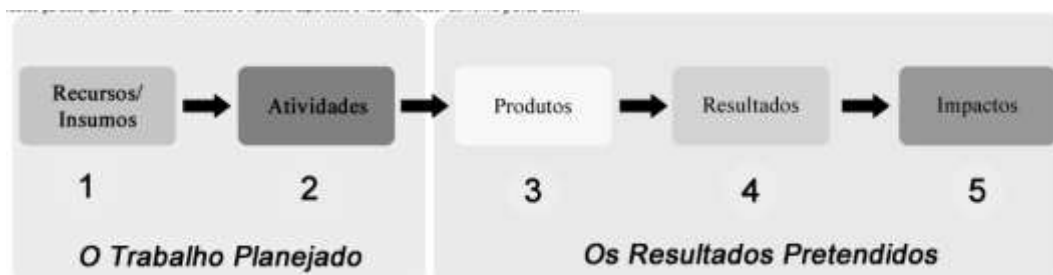 Recursos/
Insumos
Atividades
Produtos
Resultados
Impactos
1
2
3
4
5
O Trabalho Planejado
Os Resultados Pretendidos